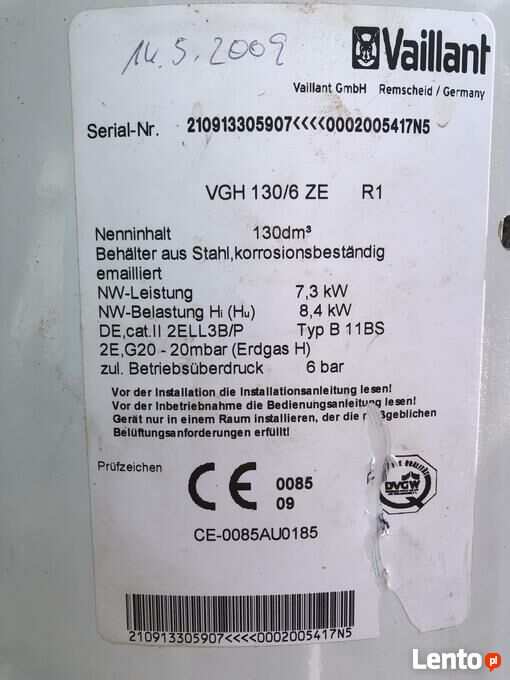 14.5.2009
Vaillant
Vaillant GmbH Remscheid / Germany
Serial-Nr. 210913305907<<<<0002005417N5
VGH 130/6 ZE R1
Nenninhalt 130dm³
Behälter aus Stahl,korrosionsbeständig
emailliert
NW-Leistung 7,3 kW
NW-Belastung Hi (Hu) 8,4 kW
DE,cat.II 2ELL3B/P Typ B 11BS
2E,G20 - 20mbar (Erdgas H)
zul. Betriebsüberdruck 6 bar
Vor der Installation die Installationsanleitung lesen!
Vor der Inbetriebnahme die Bedienungsanleitung lesen!
Gerät nur in einem Raum installieren, der die maßgeblichen
Belüftungsanforderungen erfüllt!
Prüfzeichen
CE 0085
09
DVGW
CE-0085AU0185
210913305907<<<<0002005417N5
Lento.pl